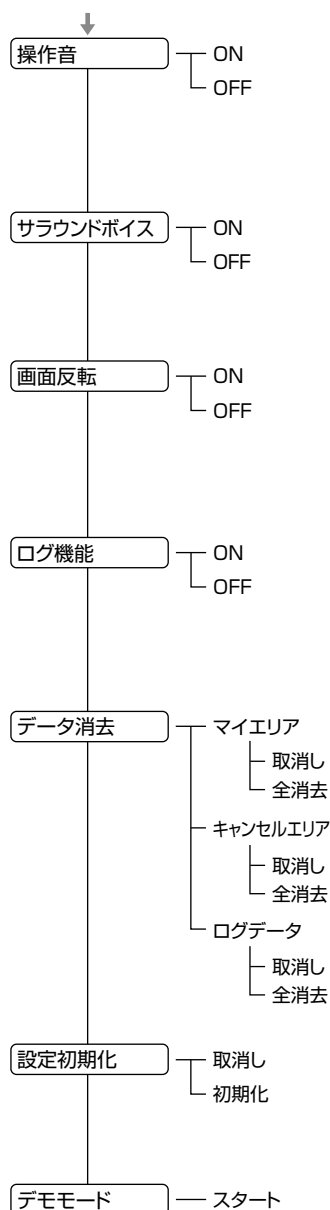 操作音
ON
OFF
サラウンドボイス
ON
OFF
画面反転
ON
OFF
ログ機能
ON
OFF
データ消去
マイエリア
取消し
全消去
キャンセルエリア
取消し
全消去
ログデータ
取消し
全消去
設定初期化
取消し
初期化
デモモード
スタート